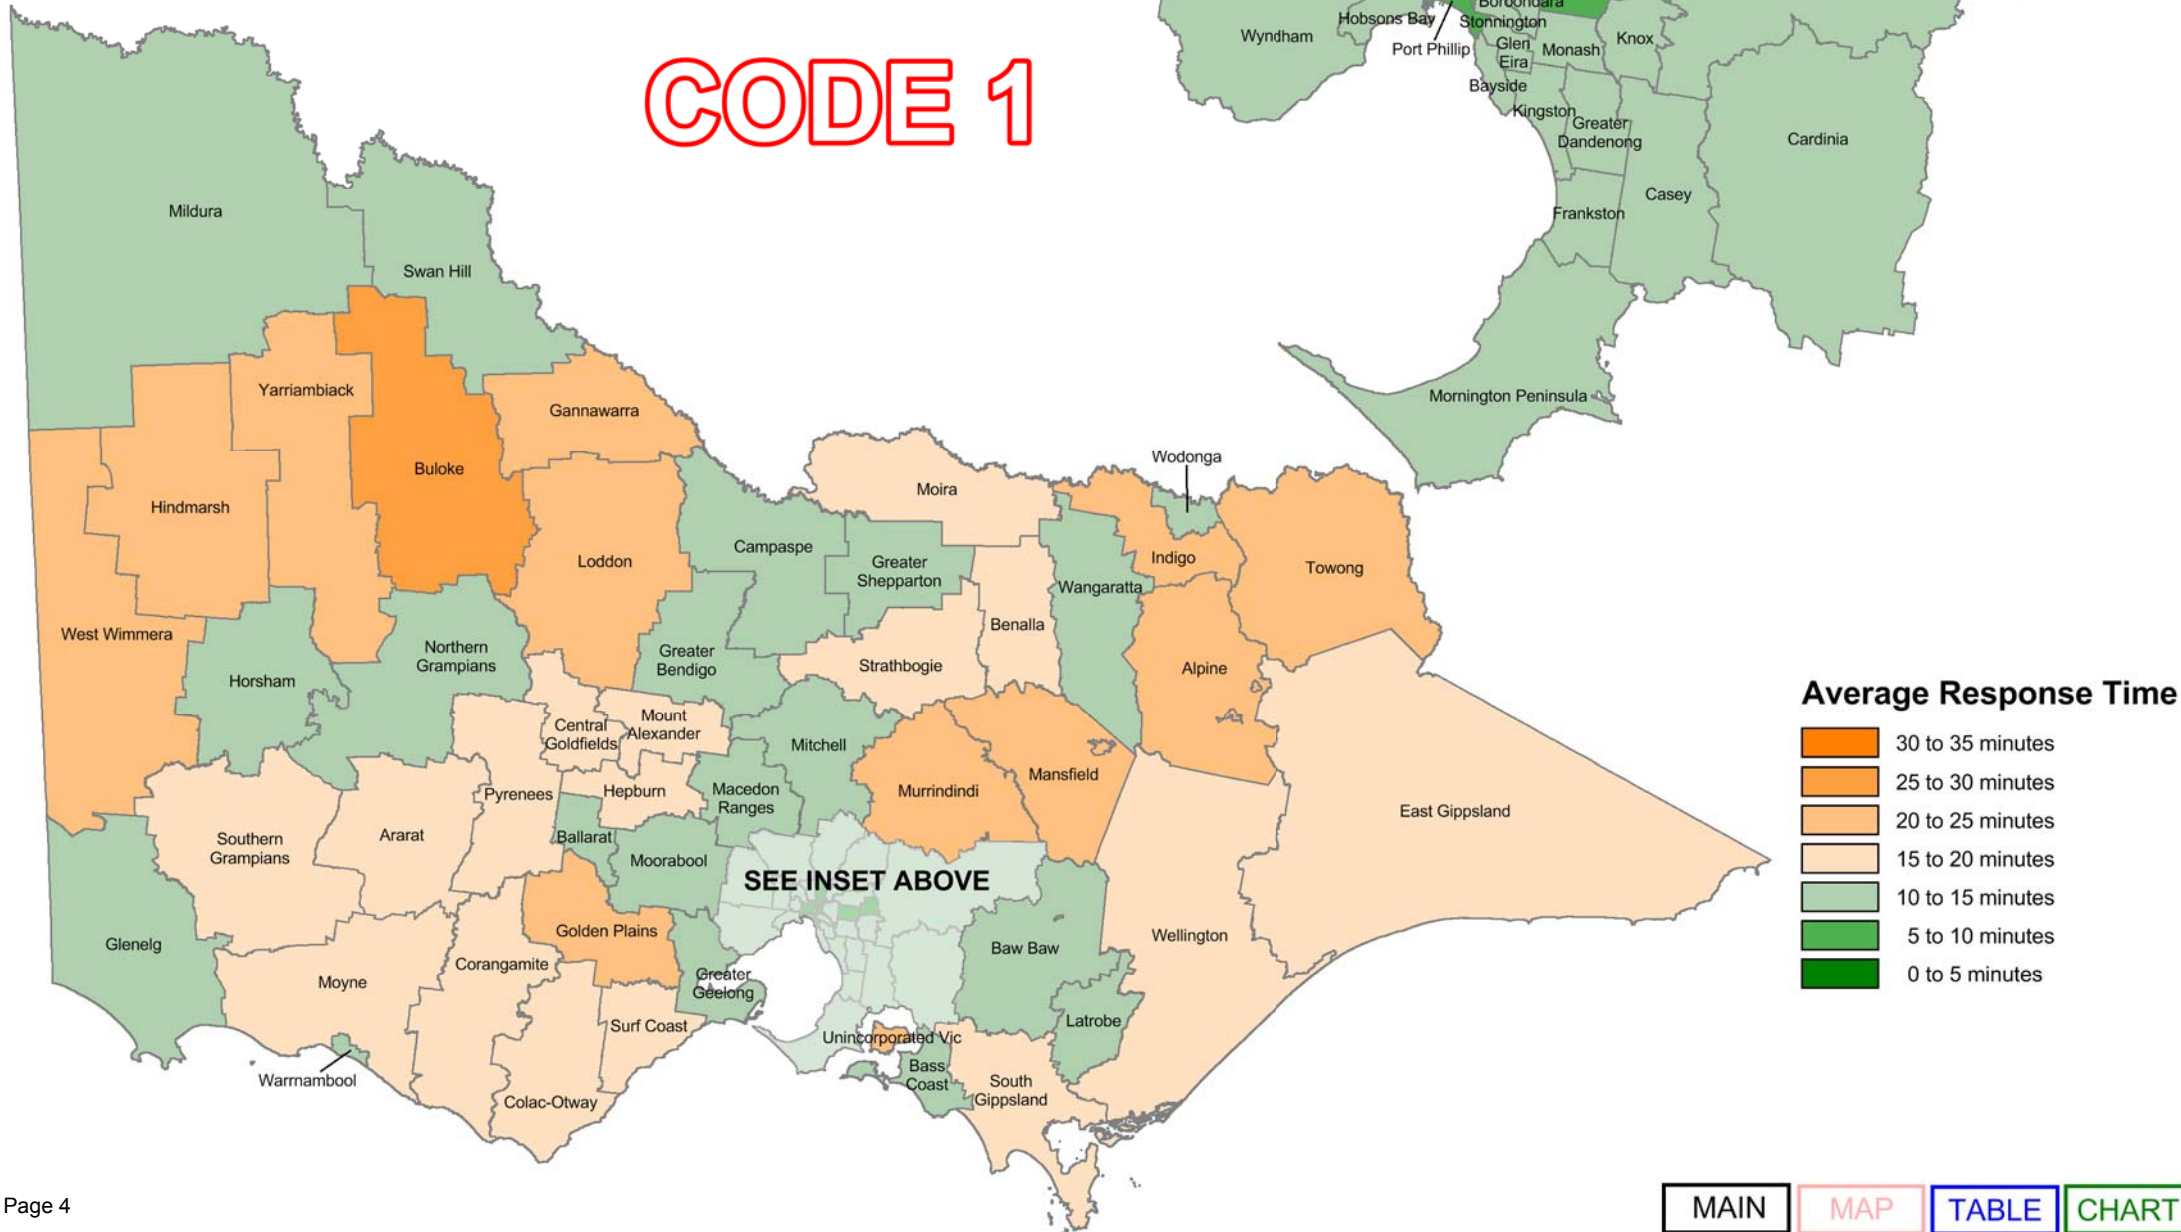 Boroondara
Hobsons Bay
Stonnington
Wyndham
Port Phillip
Glen
Eira
Monash
Knox
Bayside
Kingston
Greater
Dandenong
Cardinia
Casey
Frankston
Mornington Peninsula
CODE 1
Mildura
Swan Hill
Yarriambiack
Gannawarra
Buloke
Hindmarsh
Loddon
Moira
Wodonga
Campaspe
Greater
Shepparton
Wangaratta
Indigo
Towong
West Wimmera
Horsham
Northern
Grampians
Greater
Bendigo
Strathbogie
Benalla
Alpine
Central
Goldfields
Mount
Alexander
Mitchell
Pyrenees
Hepburn
Macedon
Ranges
Murrindindi
Mansfield
East Gippsland
Southern
Grampians
Ararat
Ballarat
Moorabool
SEE INSET ABOVE
Glenelg
Moyne
Corangamite
Golden Plains
Greater
Geelong
Baw Baw
Wellington
Surf Coast
Unincorporated Vic
Latrobe
Warrnambool
Colac-Otway
Bass
Coast
South
Gippsland
Average Response Time
30 to 35 minutes
25 to 30 minutes
20 to 25 minutes
15 to 20 minutes
10 to 15 minutes
5 to 10 minutes
0 to 5 minutes
Page 4
MAIN
MAP
TABLE
CHART